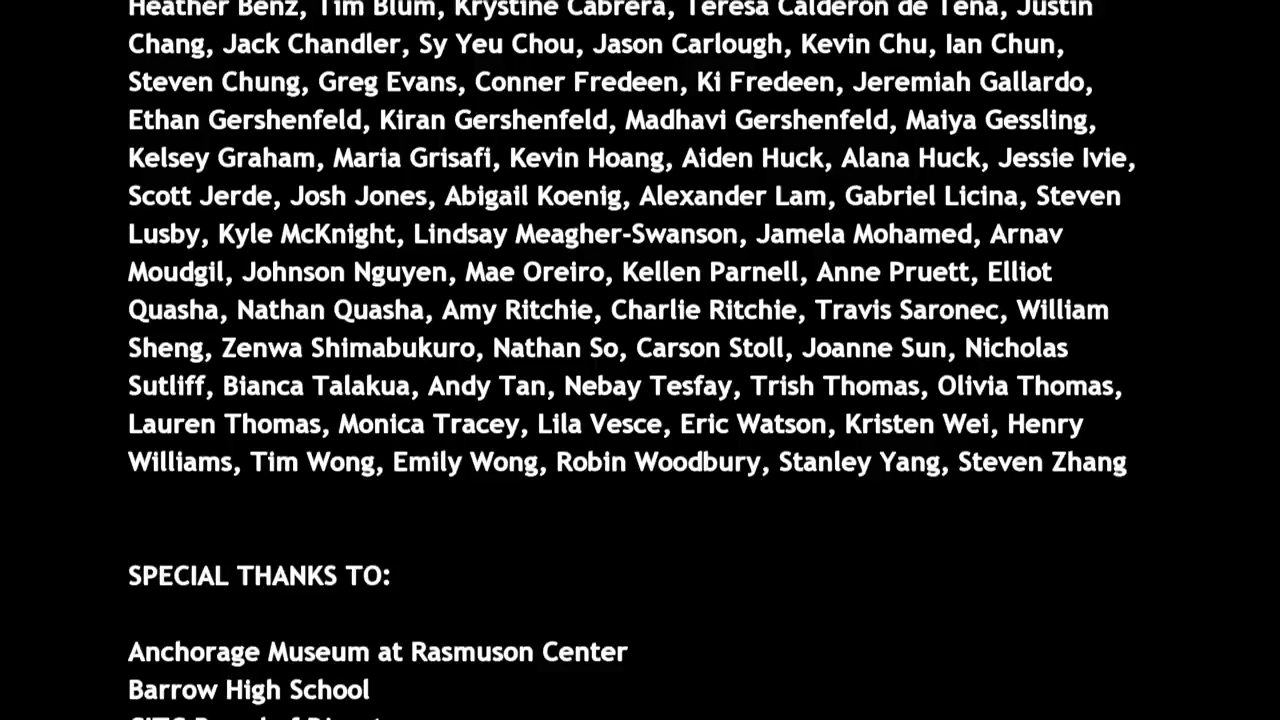 Heather Benz, Tim Blum, Krystine Cabrera, Teresa Calderon de Tena, Justin
Chang, Jack Chandler, Sy Yeu Chou, Jason Carlough, Kevin Chu, Ian Chun,
Steven Chung, Greg Evans, Conner Fredeen, Ki Fredeen, Jeremiah Gallardo,
Ethan Gershenfeld, Kiran Gershenfeld, Madhavi Gershenfeld, Maiya Gessling,
Kelsey Graham, Maria Grisafi, Kevin Hoang, Aiden Huck, Alana Huck, Jessie Ivie,
Scott Jerde, Josh Jones, Abigail Koenig, Alexander Lam, Gabriel Licina, Steven
Lusby, Kyle McKnight, Lindsay Meagher-Swanson, Jamela Mohamed, Arnav
Moudgil, Johnson Nguyen, Mae Oreiro, Kellen Parnell, Anne Pruett, Elliot
Quasha, Nathan Quasha, Amy Ritchie, Charlie Ritchie, Travis Saronec, William
Sheng, Zenwa Shimabukuro, Nathan So, Carson Stoll, Joanne Sun, Nicholas
Sutliff, Bianca Talakua, Andy Tan, Nebay Tesfay, Trish Thomas, Olivia Thomas,
Lauren Thomas, Monica Tracey, Lila Vesce, Eric Watson, Kristen Wei, Henry
Williams, Tim Wong, Emily Wong, Robin Woodbury, Stanley Yang, Steven Zhang
SPECIAL THANKS TO:
Anchorage Museum at Rasmuson Center
Barrow High School